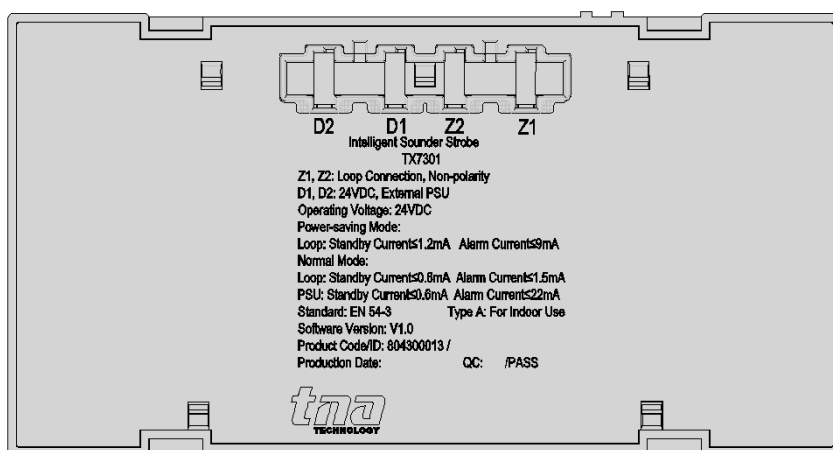 D2 D1 Z2 Z1
Intelligent Sounder Strobe
TX7301
Z1, Z2: Loop Connection, Non-polarity
D1, D2: 24VDC, External PSU
Operating Voltage: 24VDC
Power-saving Mode:
Loop: Standby Current≤1.2mA Alarm Current≤9mA
Normal Mode:
Loop: Standby Current≤0.6mA Alarm Current≤1.5mA
PSU: Standby Current≤0.6mA Alarm Current≤22mA
Standard: EN 54-3 Type A: For Indoor Use
Software Version: V1.0
Product Code/ID: 804300013 /
Production Date: QC: /PASS
tna
TECHNOLOGY